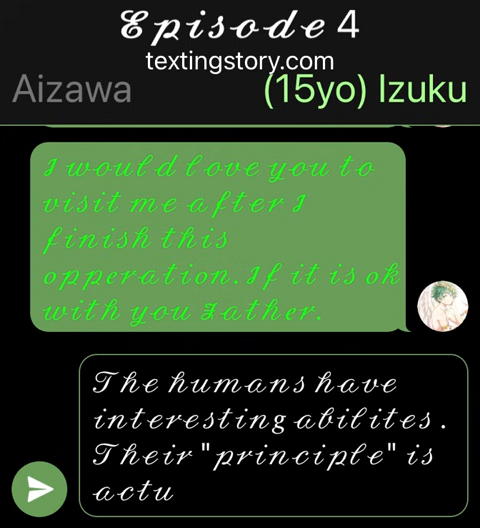 Episode 4
textingstory.com
Aizawa
(15yo) Izuku
I would love you to
visit me after I
finish this
opperation. If it is ok
with you Father.
The humans have
interesting abilites.
Their "principle" is
actu